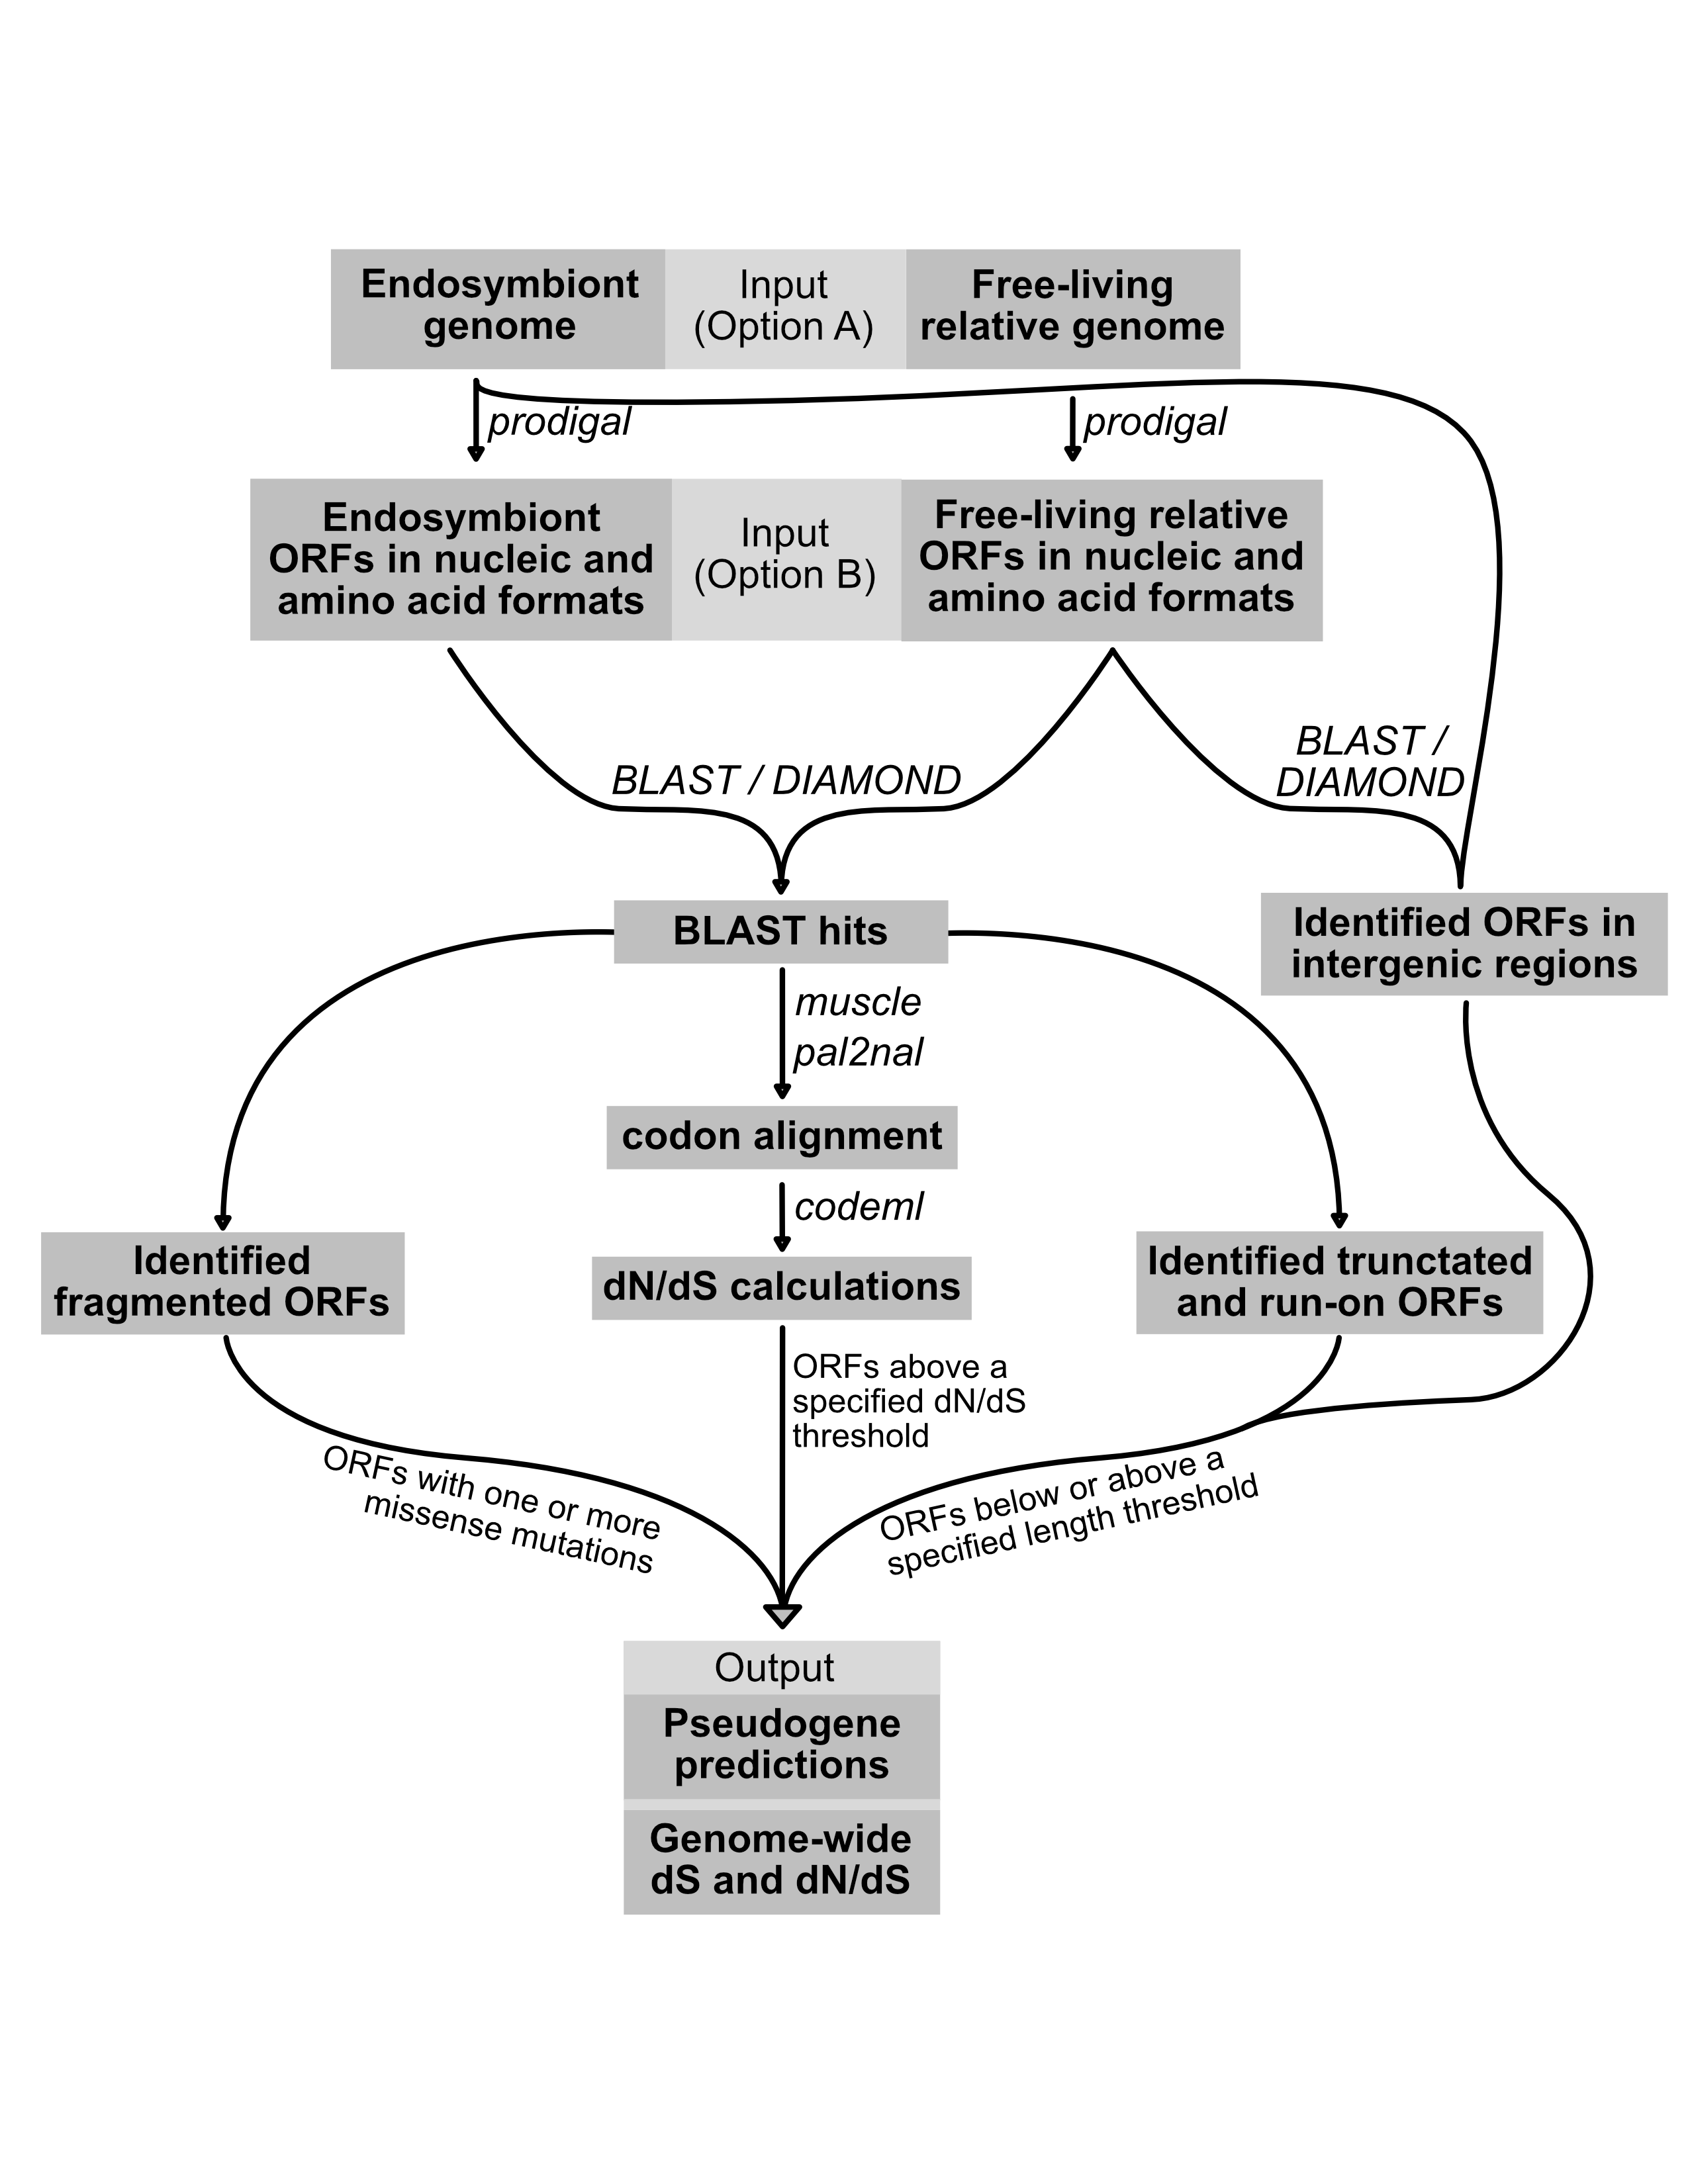 Endosymbiont
genome
Input
(Option A)
Free-living
relative genome
prodigal
prodigal
Endosymbiont
ORFs in nucleic and
amino acid formats
Input
(Option B)
Free-living relative
ORFs in nucleic and
amino acid formats
BLAST / DIAMOND
BLAST /
DIAMOND
BLAST hits
Identified ORFs in
intergenic regions
muscle
pal2nal
codon alignment
codeml
Identified
fragmented ORFs
dN/dS calculations
Identified trunctated
and run-on ORFs
ORFs above a
specified dN/dS
threshold
ORFs with one or more
missense mutations
ORFs below or above a
specified length threshold
Output
Pseudogene
predictions
Genome-wide
dS and dN/dS